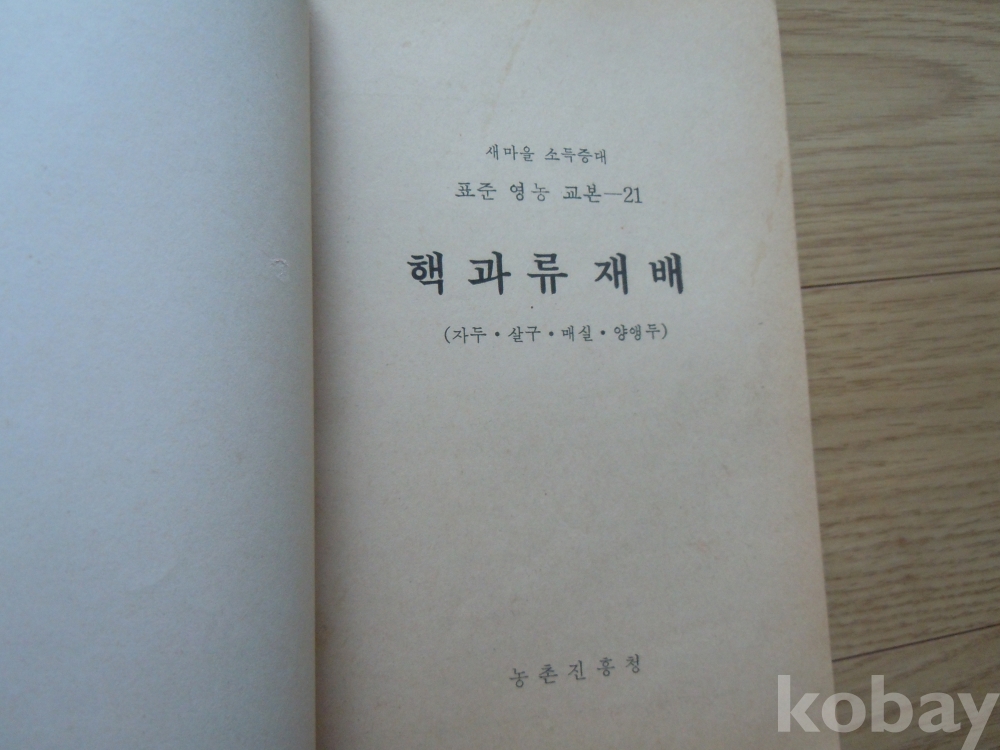 새마을 소득증대
표준 영농 교본—21
핵과류 재배
(자두·살구·매실·양앵두)
농촌진흥청
kobay